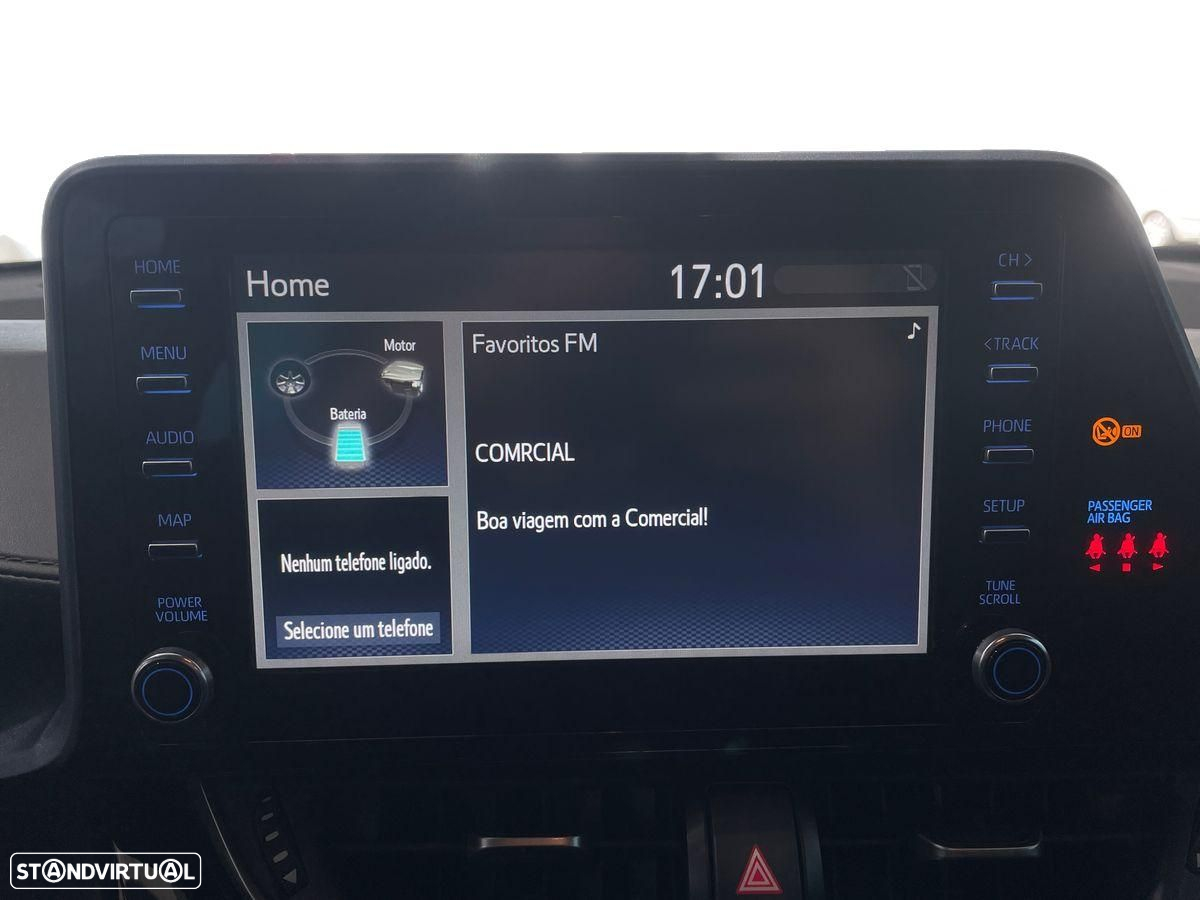 HOME
MENU
AUDIO
MAP
POWER
VOLUME
Home
17:01
Motor
Bateria
Nenhum telefone ligado.
Selecione um telefone
Favoritos FM
COMRCIAL
Boa viagem com a Comercial!
CH >
<TRACK
PHONE
SETUP
TUNE
SCROLL
ON
PASSENGER
AIR BAG
STANDVIRTUAL